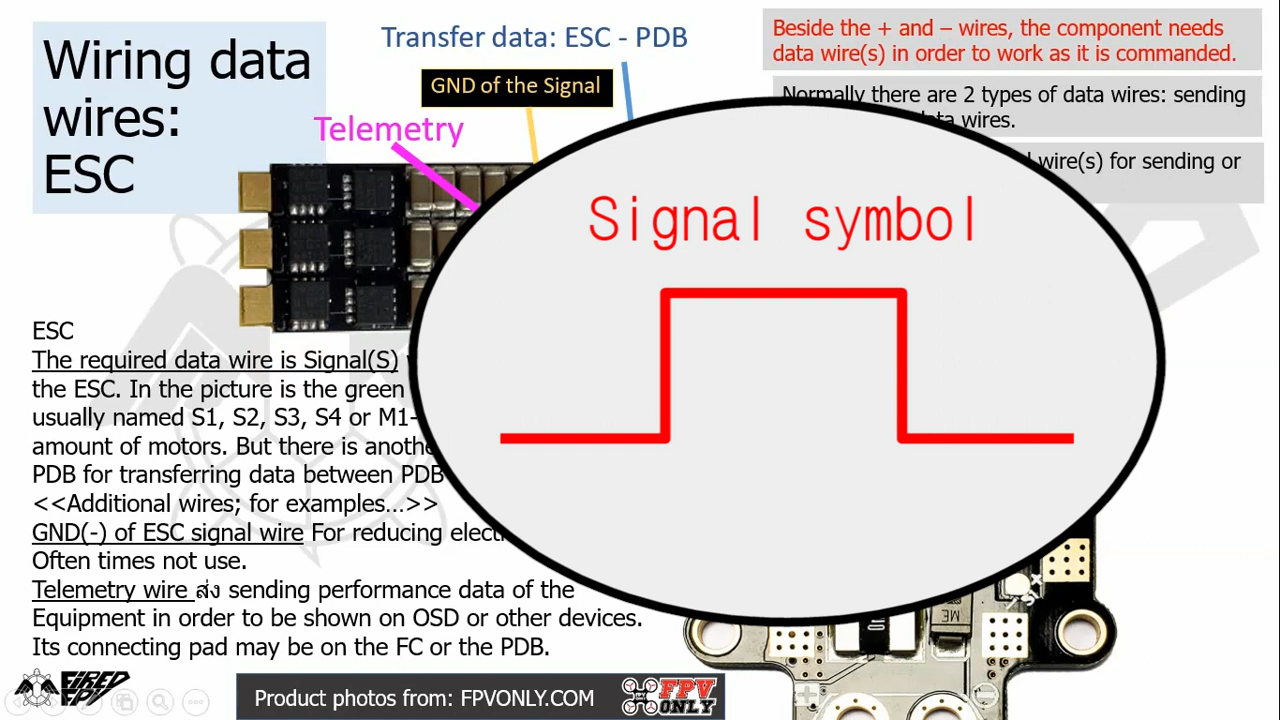 Wiring data
wires:
ESC
Transfer data: ESC - PDB
GND of the Signal
Telemetry
Beside the + and – wires, the component needs
data wire(s) in order to work as it is commanded.
Normally there are 2 types of data wires: sending
wires.
wire(s) for sending or
Signal symbol
ESC
The required data wire is Signal(S)
the ESC. In the picture is the green
usually named S1, S2, S3, S4 or M1-
amount of motors. But there is
PDB for transferring data between PDB
<<Additional wires; for examples…>>
GND(-) of ESC signal wire For reducing
Often times not use.
Telemetry wire ส่ง sending performance data of the
Equipment in order to be shown on OSD or other devices.
Its connecting pad may be on the FC or the PDB.
FIRED
FPV
Product photos from: FPVONLY.COM
FPV
ONLY
ME